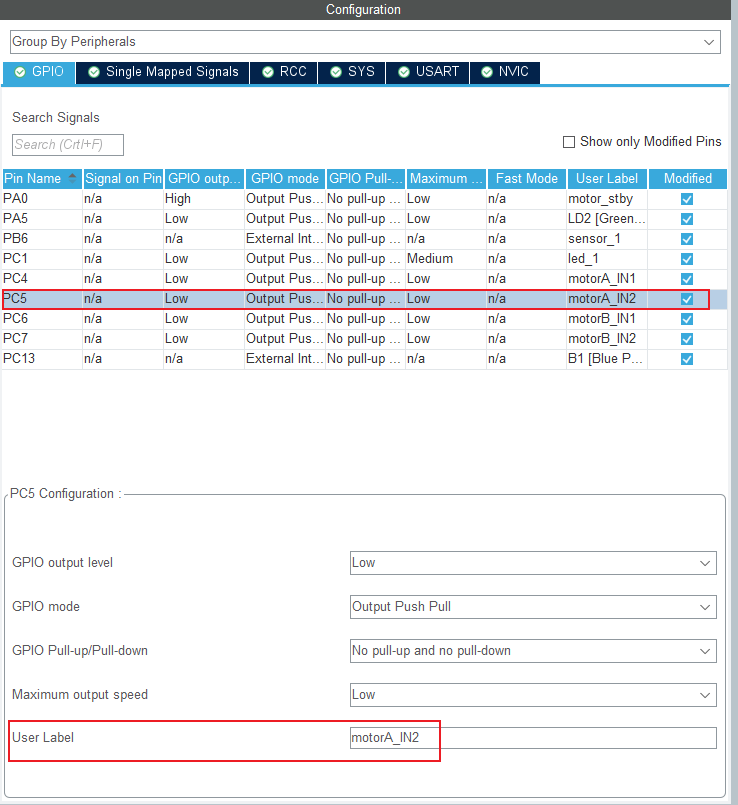 Configuration
Group By Peripherals
GPIO Single Mapped Signals RCC SYS USART NVIC
Search Signals
Search (Crtl+F)
Show only Modified Pins
Pin Name Signal on Pin GPIO outp... GPIO mode GPIO Pull-... Maximum ... Fast Mode User Label Modified
PA0 n/a High Output Pus... No pull-up ... Low n/a motor_stby
PA5 n/a Low Output Pus... No pull-up ... Low n/a LD2 [Green...
PB6 n/a n/a External Int... No pull-up ... n/a n/a sensor_1
PC1 n/a Low Output Pus... No pull-up ... Medium n/a led_1
PC4 n/a Low Output Pus... No pull-up ... Low n/a motorA_IN1
PC5 n/a Low Output Pus... No pull-up ... Low n/a motorA_IN2
PC6 n/a Low Output Pus... No pull-up ... Low n/a motorB_IN1
PC7 n/a Low Output Pus... No pull-up ... Low n/a motorB_IN2
PC13 n/a n/a External Int... No pull-up ... n/a n/a B1 [Blue P...
PC5 Configuration :
GPIO output level Low
GPIO mode Output Push Pull
GPIO Pull-up/Pull-down No pull-up and no pull-down
Maximum output speed Low
User Label motorA_IN2